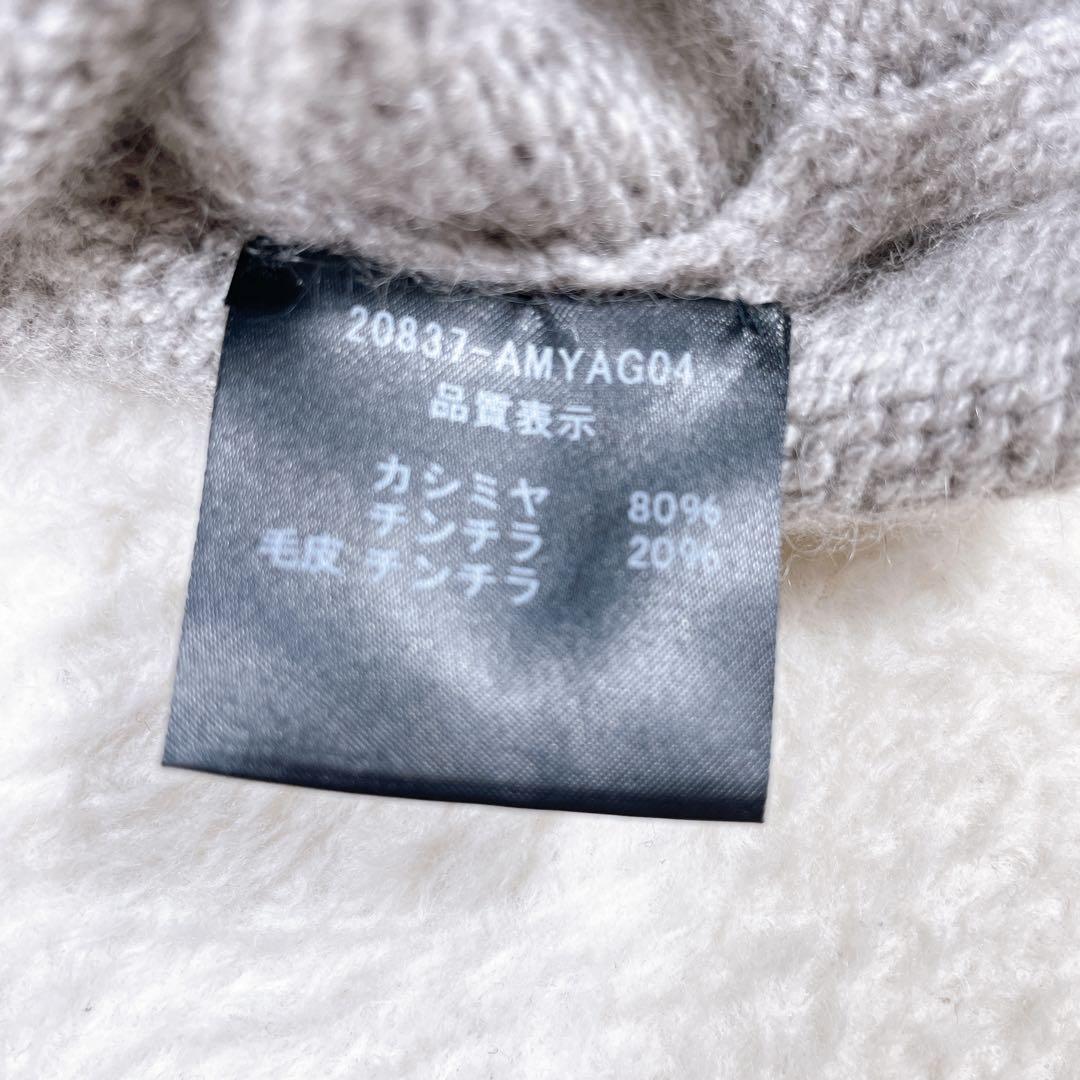 20837-AMYAG04
品質表示
カシミヤ 80%
チンチラ 20%
毛皮 チンチラ